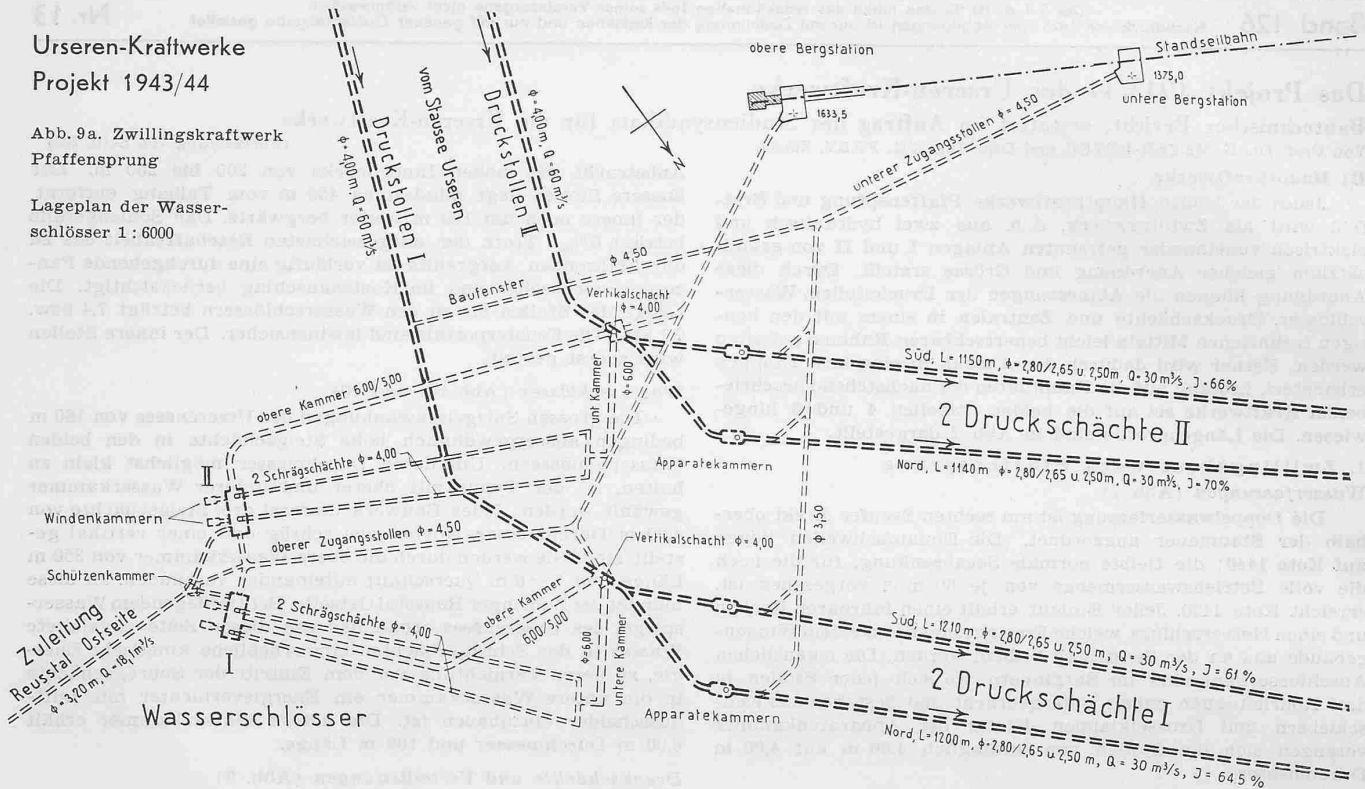 Urseren-Kraftwerke
Projekt 1943/44
Abb. 9a. Zwillingskraftwerk
Pfaffensprung
Lageplan der Wasser-
schlösser 1 : 6000
Druckstollen I
ϕ = 4,00 m, Q = 60 m³/s
vom Stausee Urseren
Druckstollen II
ϕ = 4,00 m, Q = 60 m³/s
N
obere Bergstation
1633,5
Standseilbahn
1375,0
untere Bergstation
unterer Zugangsstollen ϕ = 4,50
ϕ 4,50
Baufenster
Vertikalschacht
ϕ = 4,00
obere Kammer 6,00/5,00
unt Kammer
ϕ = 6,00
Süd, L = 1150 m, ϕ = 2,80/2,65 u. 2,50 m, Q = 30 m³/s, J = 66%
2 Druckschächte II
Nord, L = 1140 m ϕ = 2,80/2,65 u 2,50 m, Q = 30 m³/s, J = 70%
II
2 Schrägschächte ϕ = 4,00
Apparatekammern
Windenkammern
oberer Zugangsstollen ϕ = 4,50
ϕ 3,50
Vertikalschacht ϕ = 4,00
Schützenkammer
2 Schrägschächte ϕ = 4,00
obere Kammer
6.00/5,00
ϕ = 6,00
untere Kammer
Zuleitung
Reusstal - Ostseite
ϕ = 3,20 m, Q = 18,1 m³/s
I
Wasserschlösser
Apparatekammern
Süd, L = 1210 m, ϕ = 2,80/2,65 u 2,50 m, Q = 30 m³/s, J = 61 %
2 Druckschächte I
Nord, L = 1200 m, ϕ = 2,80/2,65 u 2,50 m, Q = 30 m³/s, J = 64,5 %